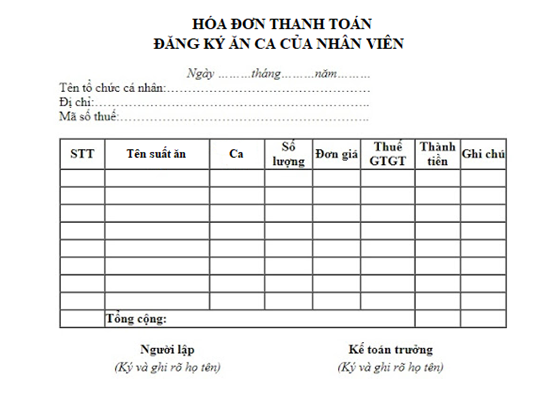 HÓA ĐƠN THANH TOÁN
ĐĂNG KÝ ĂN CA CỦA NHÂN VIÊN
Ngày ………tháng………năm………
Tên tổ chức cá nhân:……………………………………
Đị chỉ:……………………………………………………..
Mã số thuế:………………………………………………..
STT Tên suất ăn Ca Số lượng Đơn giá Thuế GTGT Thành tiền Ghi chú
Tổng cộng:
Người lập Kế toán trưởng
(Ký và ghi rõ họ tên) (Ký và ghi rõ họ tên)